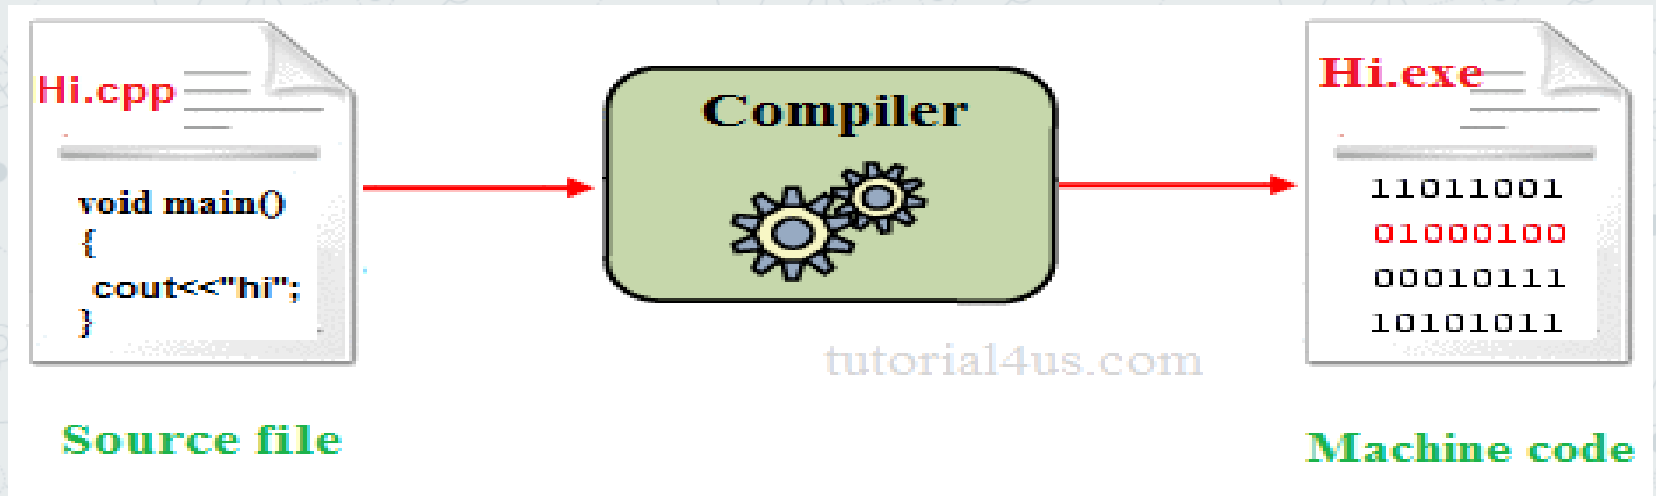 Hi.cpp
void main()
{
cout<<"hi";
}
Source file
Compiler
tutorial4us.com
Hi.exe
11011001
01000100
00010111
10101011
Machine code